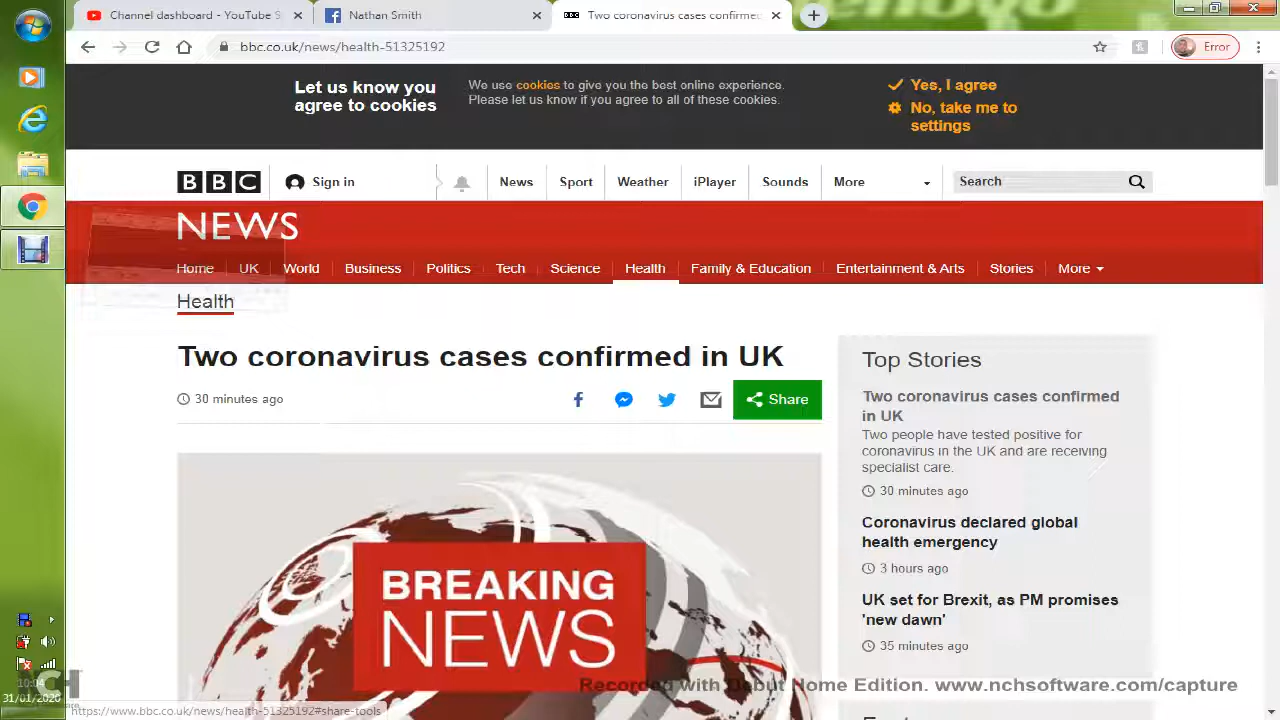 Channel dashboard - YouTube S
Nathan Smith
BBC
Two coronavirus cases confirme
bbc.co.uk/news/health-51325192
Error
Let us know you
agree to cookies
We use cookies to give you the best online experience.
Please let us know if you agree to all of these cookies.
Yes, I agree
No, take me to
settings
BBC
Sign in
News
Sport
Weather
iPlayer
Sounds
More
Search
NEWS
Home
UK
World
Business
Politics
Tech
Science
Health
Family & Education
Entertainment & Arts
Stories
More
Health
Two coronavirus cases confirmed in UK
30 minutes ago
Share
BREAKING
NEWS
Top Stories
Two coronavirus cases confirmed
in UK
Two people have tested positive for
coronavirus in the UK and are receiving
specialist care.
30 minutes ago
Coronavirus declared global
health emergency
3 hours ago
UK set for Brexit, as PM promises
'new dawn'
35 minutes ago
Recorded with Debut Home Edition. www.nchsoftware.com/capture
10:04
31/01/2020
https://www.bbc.co.uk/news/health-51325192#share-tools